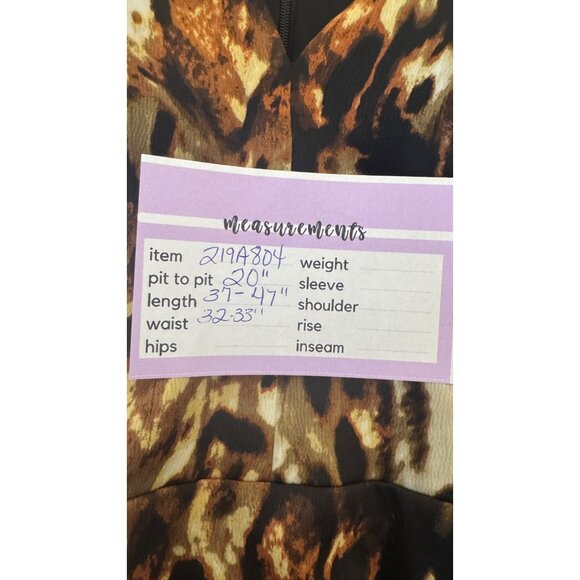 measurements
item 219A804 weight
pit to pit 20" sleeve
length 37-47" shoulder
waist 32-33" rise
hips inseam